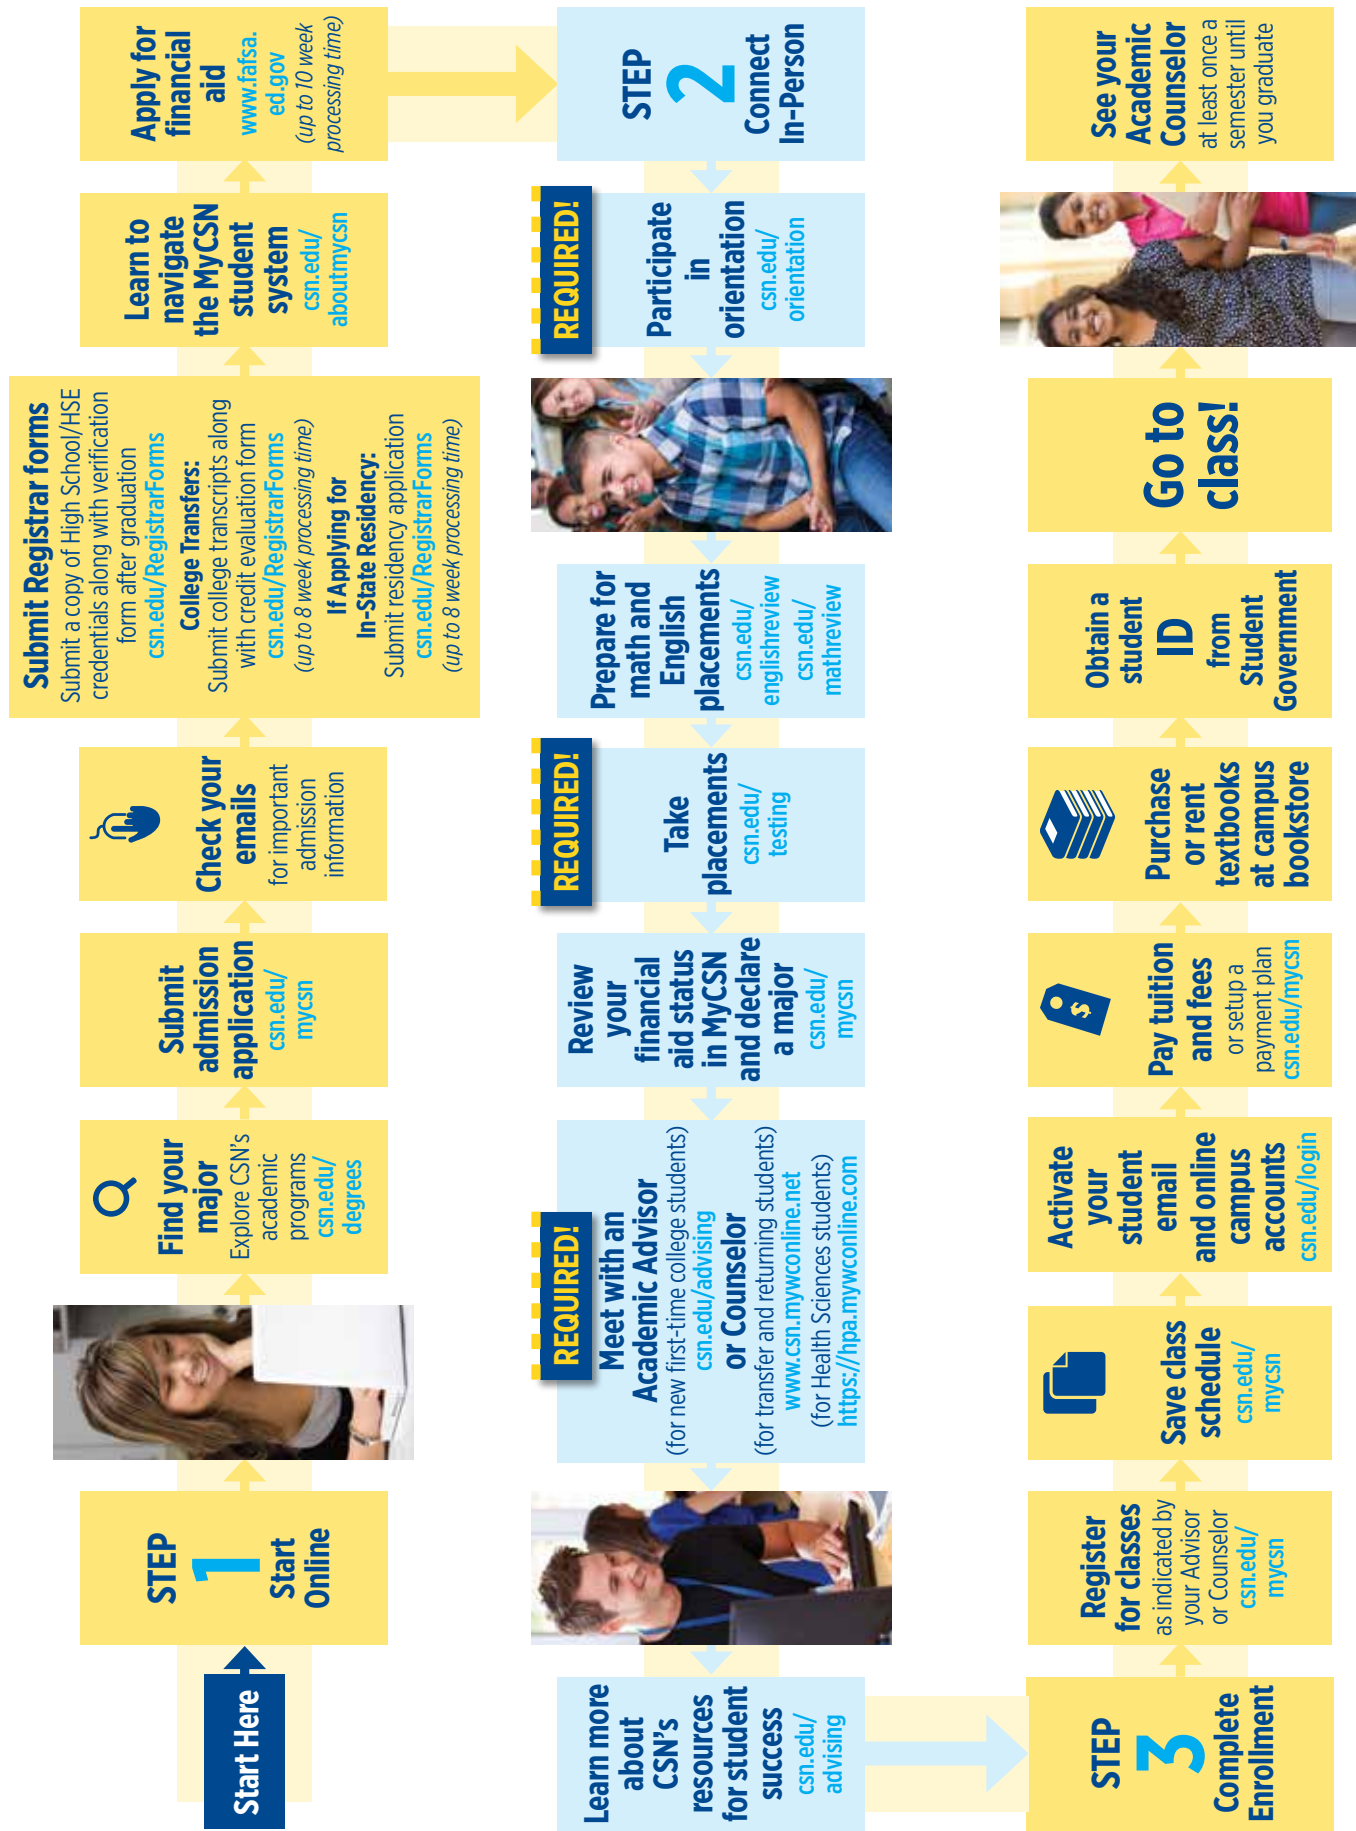 Start Here
STEP
1
Start
Online
Find your
major
Explore CSN's
academic
programs
csn.edu/
degrees
Submit
admission
application
csn.edu/
mycsn
Check your
emails
for important
admission
information
Submit Registrar forms
Submit a copy of High School/HSE
credentials along with verification
form after graduation
csn.edu/RegistrarForms
College Transfers:
Submit college transcripts along
with credit evaluation form
csn.edu/RegistrarForms
(up to 8 week processing time)
If Applying for
In-State Residency:
Submit residency application
csn.edu/RegistrarForms
(up to 8 week processing time)
Learn to
navigate
the MyCSN
student
system
csn.edu/
aboutmycsn
Apply for
financial
aid
www.fafsa.
ed.gov
(up to 10 week
processing time)
STEP
2
Connect
In-Person
REQUIRED!
Participate
in
orientation
csn.edu/
orientation
Prepare for
math and
English
placements
csn.edu/
englishreview
csn.edu/
mathreview
REQUIRED!
Take
placements
csn.edu/
testing
Review
your
financial
aid status
in MyCSN
and declare
a major
csn.edu/
mycsn
REQUIRED!
Meet with an
Academic Advisor
(for new first-time college students)
csn.edu/advising
or Counselor
(for transfer and returning students)
www.csn.mywconline.net
(for Health Sciences students)
https://hpa.mywconline.com
Learn more
about
CSN's
resources
for student
success
csn.edu/
advising
STEP
3
Complete
Enrollment
Register
for classes
as indicated by
your Advisor
or Counselor
csn.edu/
mycsn
Save class
schedule
csn.edu/
mycsn
Activate
your
student
email
and online
campus
accounts
csn.edu/login
$
Pay tuition
and fees
or setup a
payment plan
csn.edu/mycsn
Purchase
or rent
textbooks
at campus
bookstore
Obtain a
student
ID
from
Student
Government
Go to
class!
See your
Academic
Counselor
at least once a
semester until
you graduate